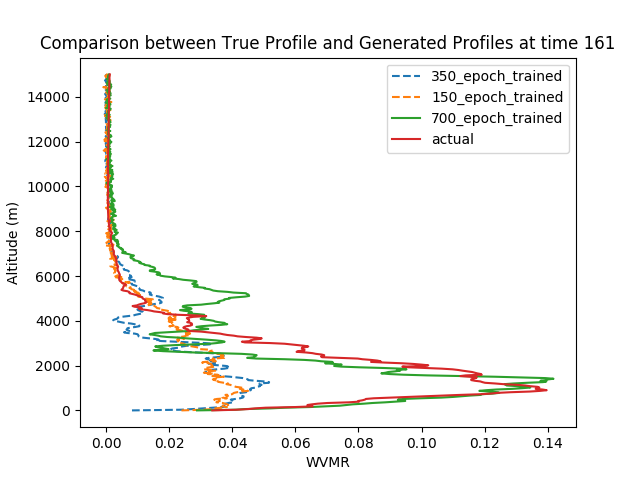 Comparison between True Profile and Generated Profiles at time 161
350_epoch_trained
150_epoch_trained
700_epoch_trained
actual
14000
12000
10000
8000
6000
4000
2000
0
Altitude (m)
0.00 0.02 0.04 0.06 0.08 0.10 0.12 0.14
WVMR